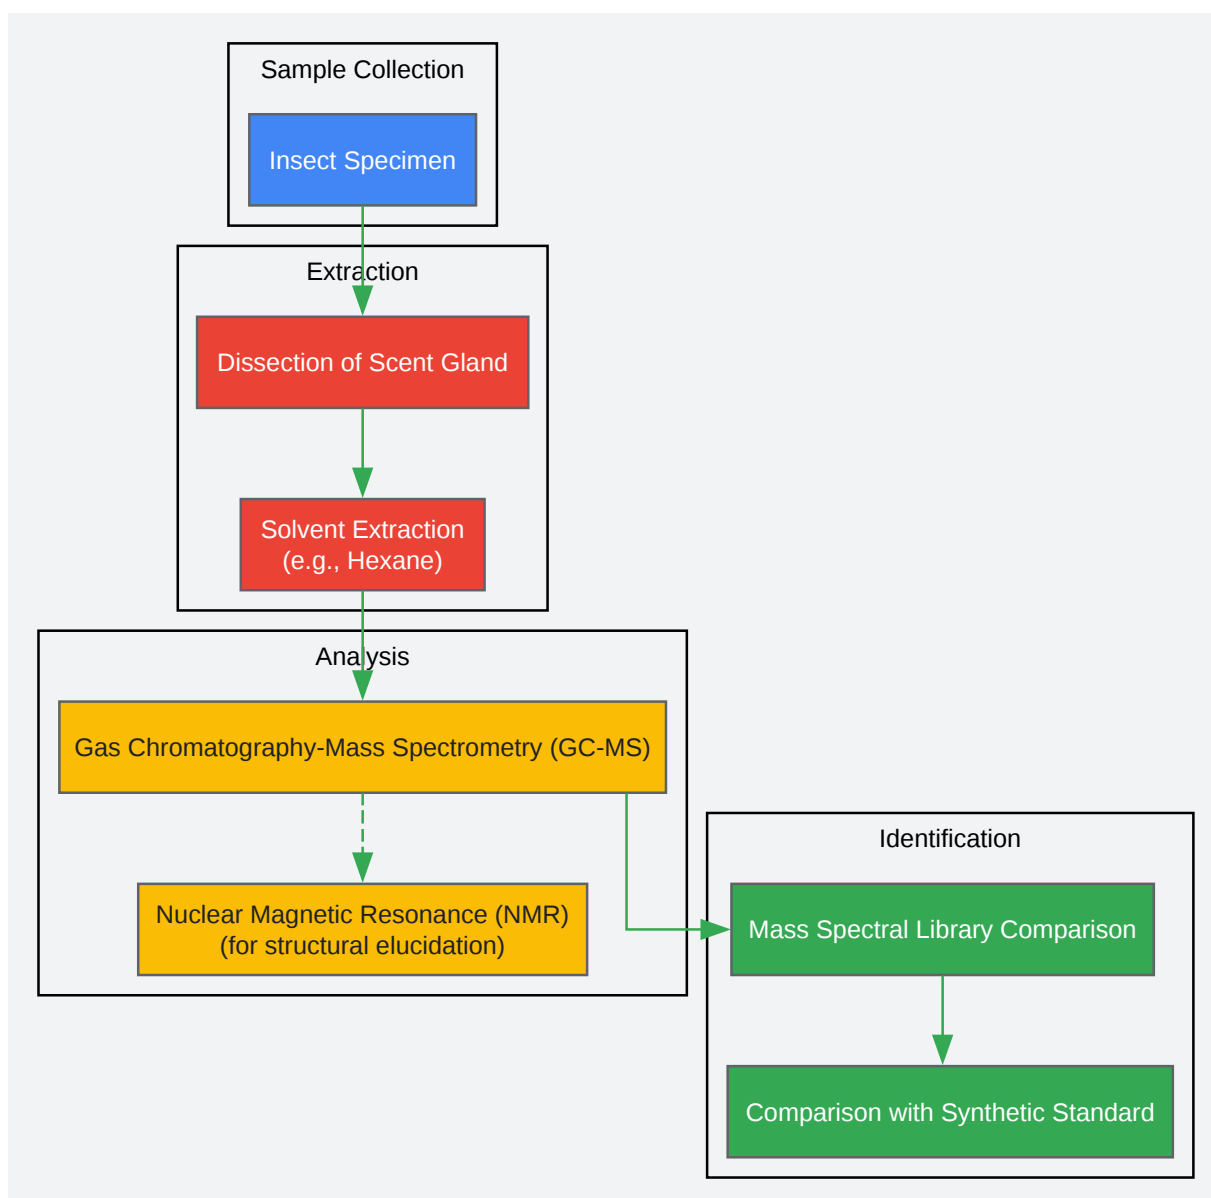 Sample Collection
Insect Specimen
Extraction
Dissection of Scent Gland
Solvent Extraction
(e.g., Hexane)
Analysis
Gas Chromatography-Mass Spectrometry (GC-MS)
Nuclear Magnetic Resonance (NMR)
(for structural elucidation)
Identification
Mass Spectral Library Comparison
Comparison with Synthetic Standard